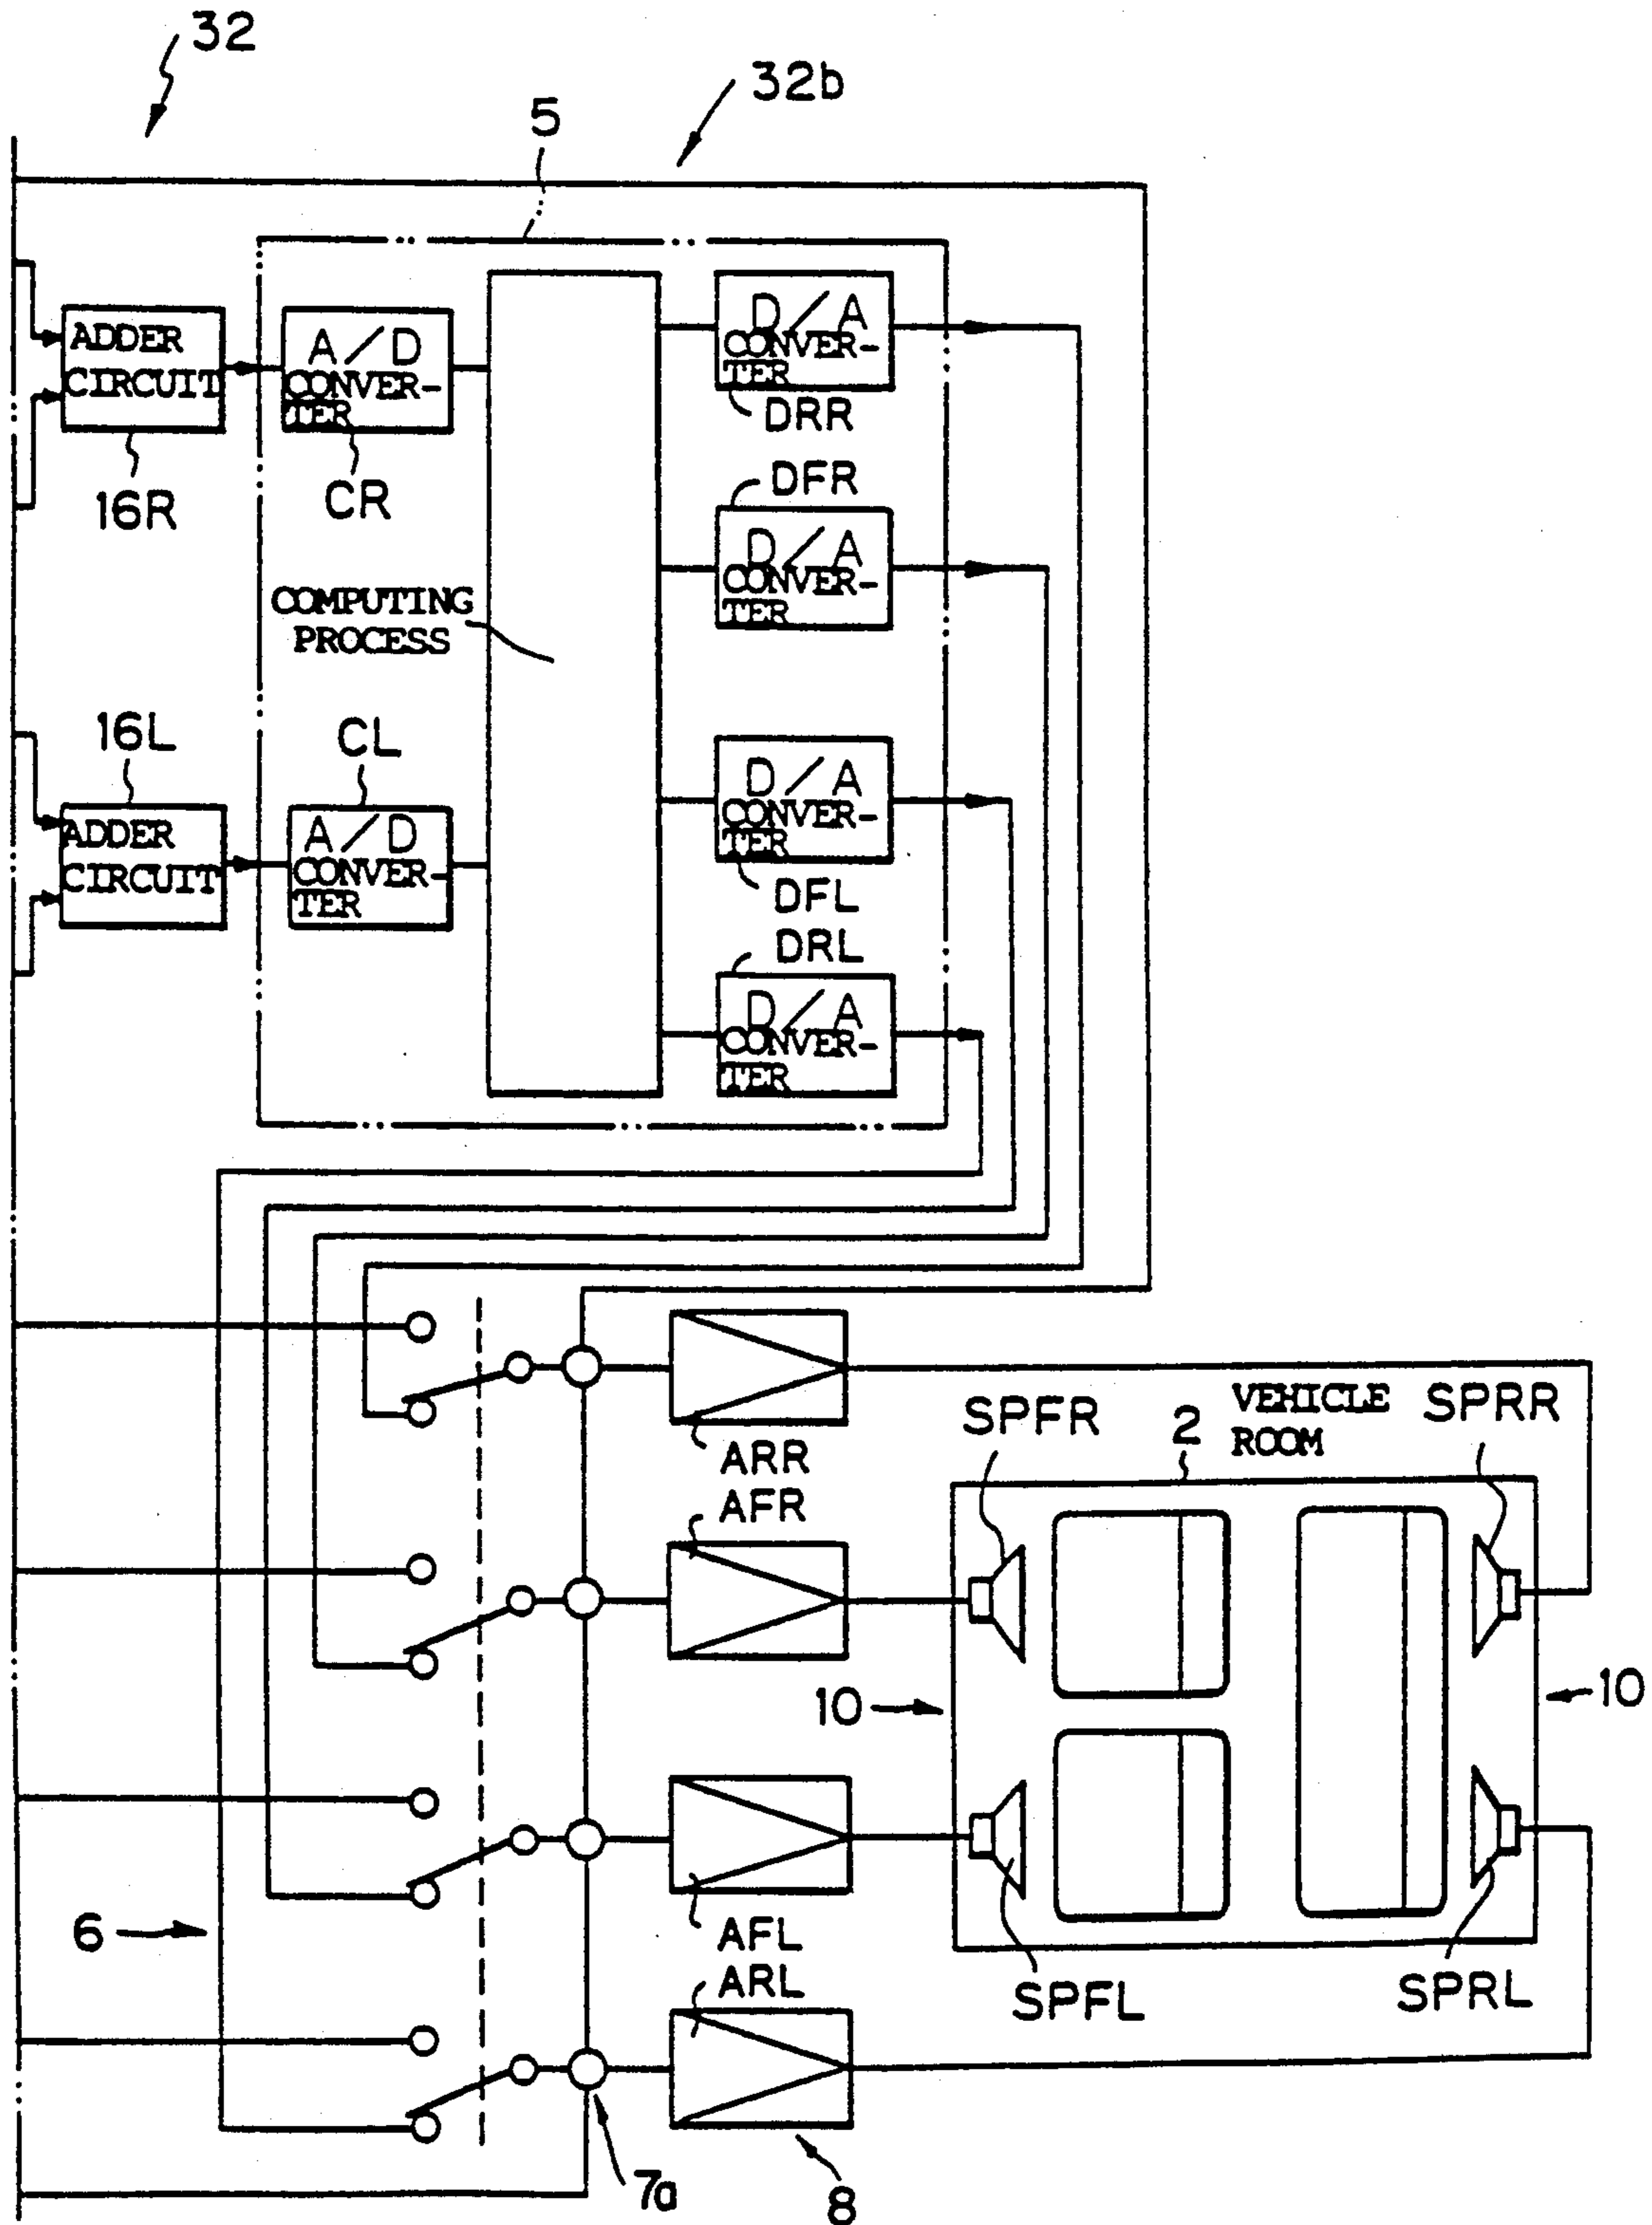 32
32b
5
ADDER
CIRCUIT
16R
A/D
CONVER-
TER
CR
D/A
CONVER-
TER
DRR
DFR
D/A
CONVER-
TER
COMPUTING
PROCESS
16L
ADDER
CIRCUIT
CL
A/D
CONVER-
TER
D/A
CONVER-
TER
DFL
DRL
D/A
CONVER-
TER
ARR
AFR
SPFR
2
VEHICLE
ROOM
SPRR
10
10
6
AFL
ARL
SPFL
SPRL
7a
8